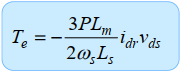 T_e = -\frac{3PL_m}{2\omega_s L_s} i_{dr} v_{ds}